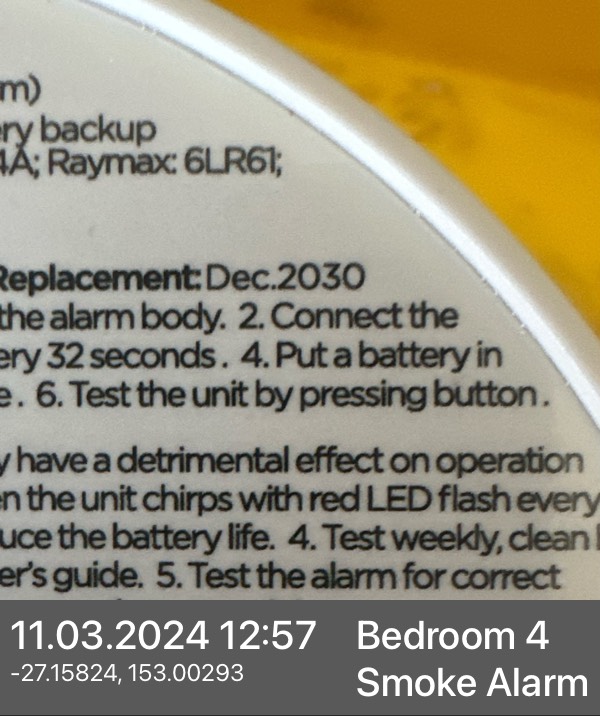 m)
ery backup
4A; Raymax: 6LR61;
Replacement: Dec.2030
the alarm body. 2. Connect the
ery 32 seconds. 4. Put a battery in
e. 6. Test the unit by pressing button.
y have a detrimental effect on operation
en the unit chirps with red LED flash every
uce the battery life. 4. Test weekly, clean
er's guide. 5. Test the alarm for correct
11.03.2024 12:57
-27.15824, 153.00293
Bedroom 4
Smoke Alarm